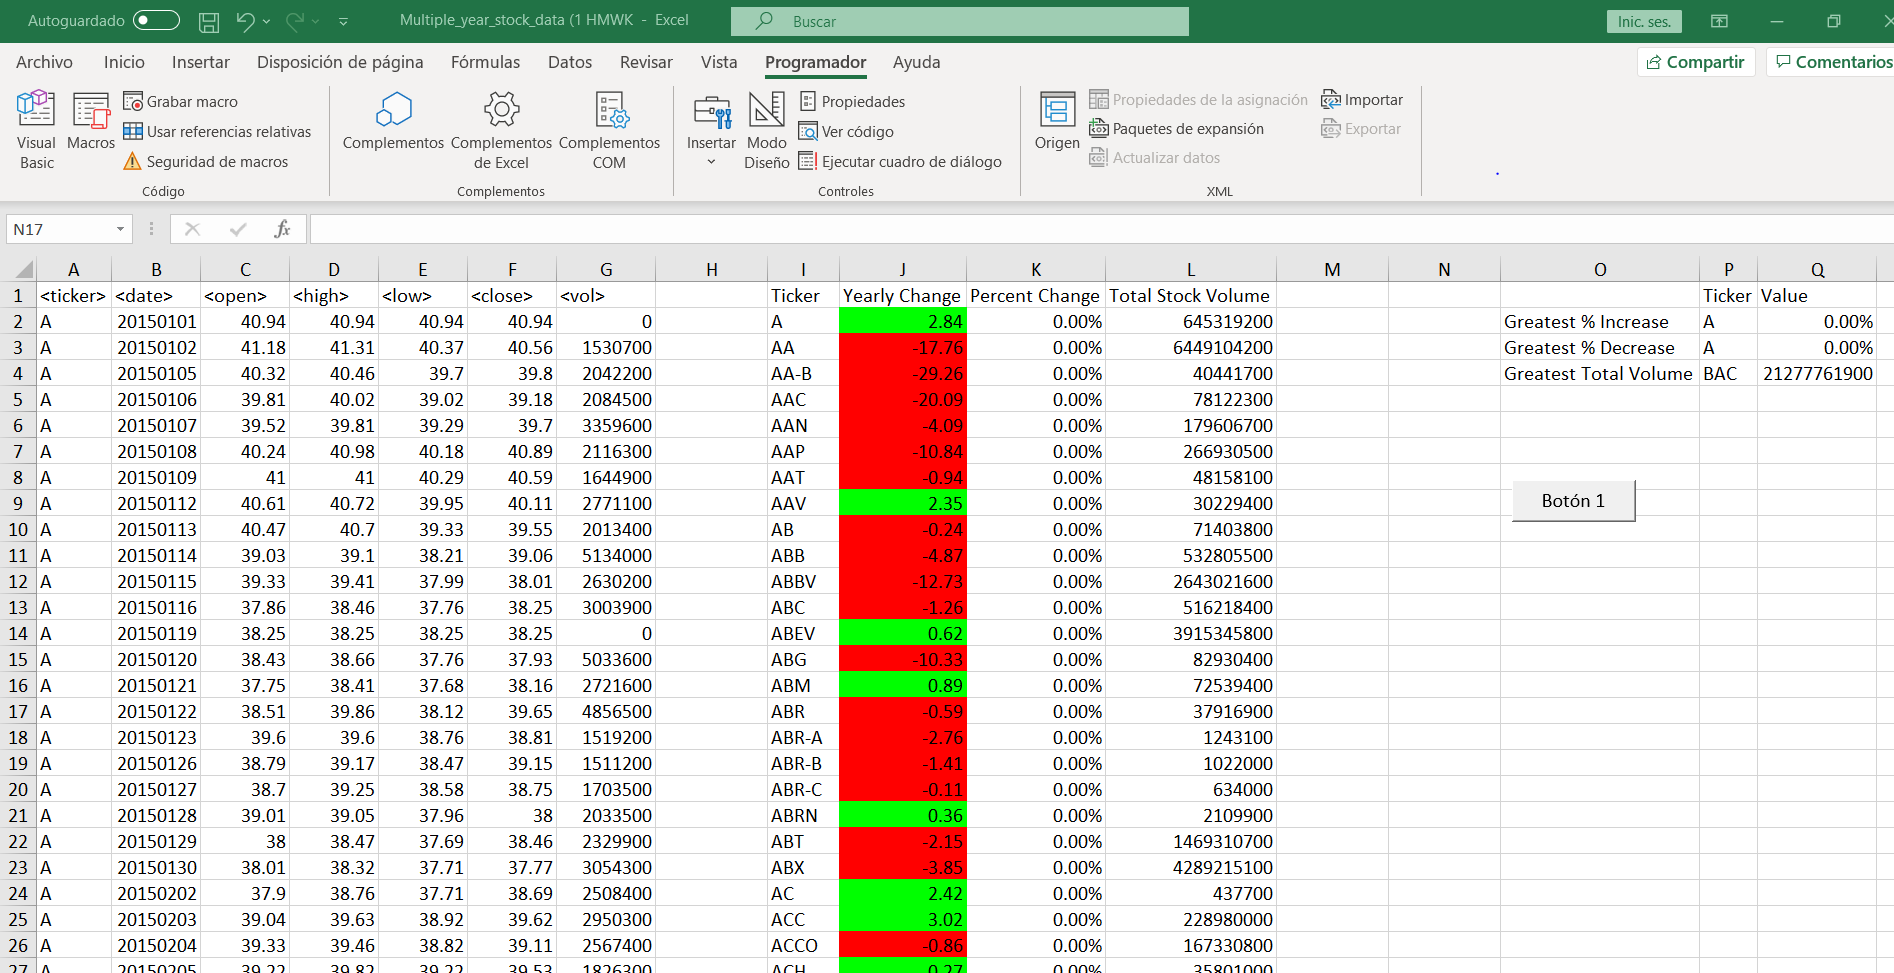 Autoguardado Multiple_year_stock_data (1 HMWK - Excel Buscar Inic. ses.
Archivo Inicio Insertar Disposición de página Fórmulas Datos Revisar Vista Programador Ayuda Compartir Comentarios
Visual Basic
Macros
Grabar macro
Usar referencias relativas
Seguridad de macros
Código
Complementos
Complementos de Excel
Complementos COM
Complementos
Insertar
Modo Diseño
Propiedades
Ver código
Ejecutar cuadro de diálogo
Controles
Origen
Propiedades de la asignación
Paquetes de expansión
Actualizar datos
Importar
Exportar
XML
N17 fx
A B C D E F G H I J K L M N O P Q
1 <ticker> <date> <open> <high> <low> <close> <vol> Ticker Yearly Change Percent Change Total Stock Volume Ticker Value
2 A 20150101 40.94 40.94 40.94 40.94 0 A 2.84 0.00% 645319200 Greatest % Increase A 0.00%
3 A 20150102 41.18 41.31 40.37 40.56 1530700 AA -17.76 0.00% 6449104200 Greatest % Decrease A 0.00%
4 A 20150105 40.32 40.46 39.7 39.8 2042200 AA-B -29.26 0.00% 40441700 Greatest Total Volume BAC 21277761900
5 A 20150106 39.81 40.02 39.02 39.18 2084500 AAC -20.09 0.00% 78122300
6 A 20150107 39.52 39.81 39.29 39.7 3359600 AAN -4.09 0.00% 179606700
7 A 20150108 40.24 40.98 40.18 40.89 2116300 AAP -10.84 0.00% 266930500
8 A 20150109 41 41 40.29 40.59 1644900 AAT -0.94 0.00% 48158100
9 A 20150112 40.61 40.72 39.95 40.11 2771100 AAV 2.35 0.00% 30229400 Botón 1
10 A 20150113 40.47 40.7 39.33 39.55 2013400 AB -0.24 0.00% 71403800
11 A 20150114 39.03 39.1 38.21 39.06 5134000 ABB -4.87 0.00% 532805500
12 A 20150115 39.33 39.41 37.99 38.01 2630200 ABBV -12.73 0.00% 2643021600
13 A 20150116 37.86 38.46 37.76 38.25 3003900 ABC -1.26 0.00% 516218400
14 A 20150119 38.25 38.25 38.25 38.25 0 ABEV 0.62 0.00% 3915345800
15 A 20150120 38.43 38.66 37.76 37.93 5033600 ABG -10.33 0.00% 82930400
16 A 20150121 37.75 38.41 37.68 38.16 2721600 ABM 0.89 0.00% 72539400
17 A 20150122 38.51 39.86 38.12 39.65 4856500 ABR -0.59 0.00% 37916900
18 A 20150123 39.6 39.6 38.76 38.81 1519200 ABR-A -2.76 0.00% 1243100
19 A 20150126 38.79 39.17 38.47 39.15 1511200 ABR-B -1.41 0.00% 1022000
20 A 20150127 38.7 39.25 38.58 38.75 1703500 ABR-C -0.11 0.00% 634000
21 A 20150128 39.01 39.05 37.96 38 2033500 ABRN 0.36 0.00% 2109900
22 A 20150129 38 38.47 37.69 38.46 2329900 ABT -2.15 0.00% 1469310700
23 A 20150130 38.01 38.32 37.71 37.77 3054300 ABX -3.85 0.00% 4289215100
24 A 20150202 37.9 38.76 37.71 38.69 2508400 AC 2.42 0.00% 437700
25 A 20150203 39.04 39.63 38.92 39.62 2950300 ACC 3.02 0.00% 228980000
26 A 20150204 39.33 39.46 38.82 39.11 2567400 ACCO -0.86 0.00% 167330800
27 A 20150205 39.22 39.82 39.22 39.53 1826300 ACH 0.27 0.00% 35801000